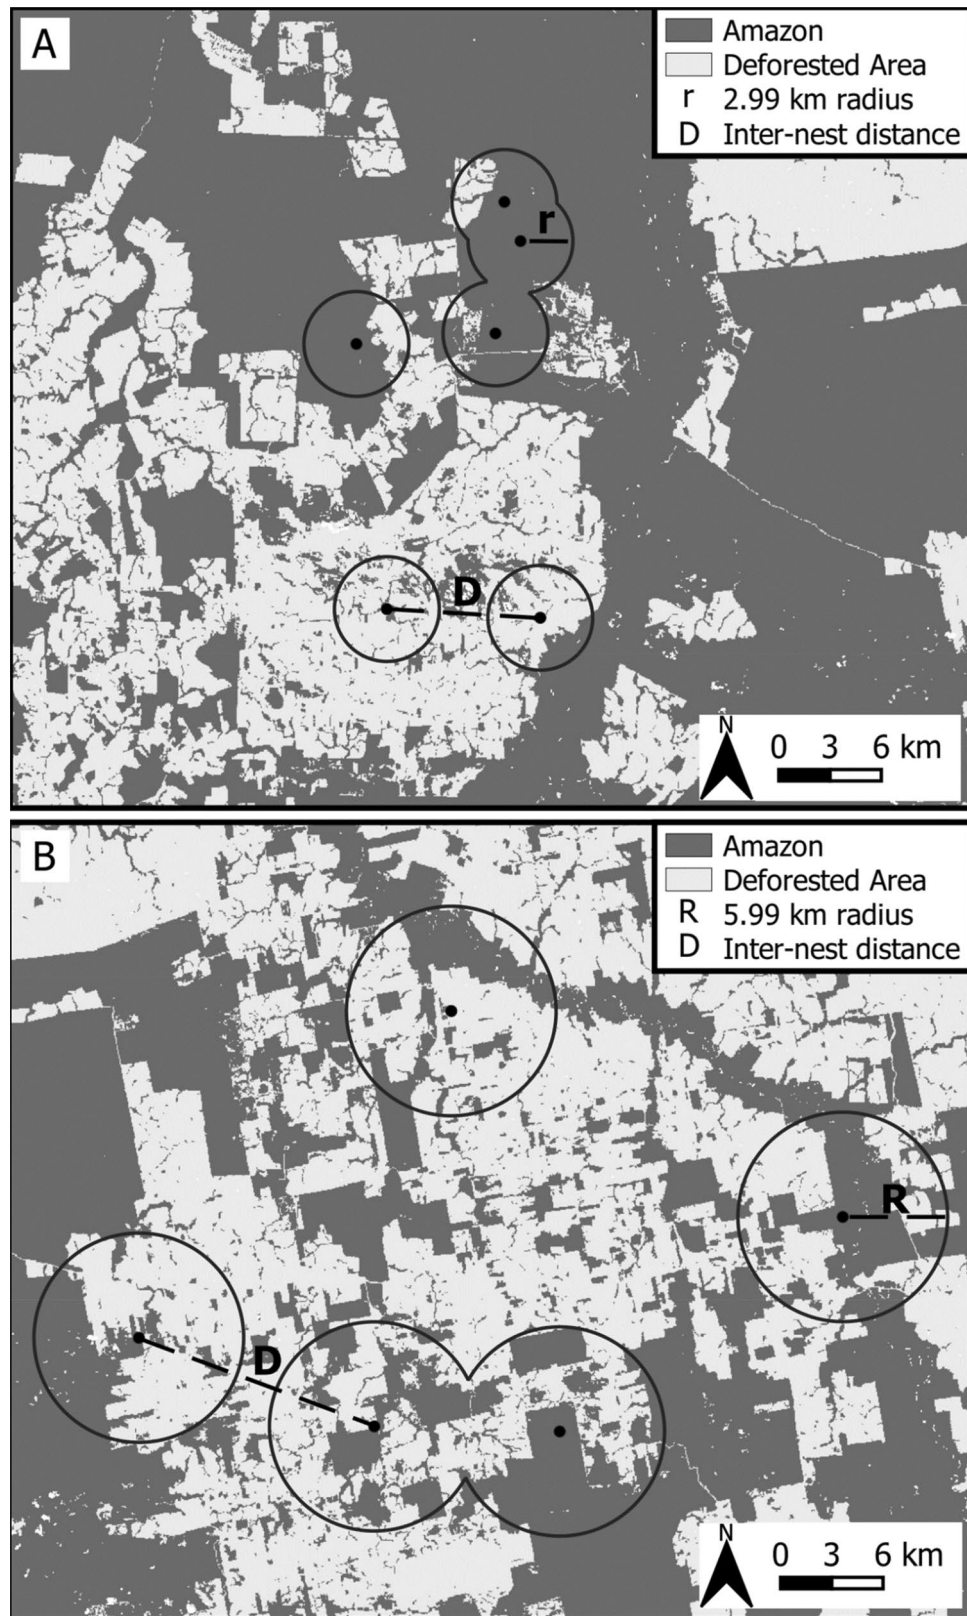 A
Amazon
Deforested Area
r 2.99 km radius
D Inter-nest distance
r
D
N
0 3 6 km
B
Amazon
Deforested Area
R 5.99 km radius
D Inter-nest distance
R
D
N
0 3 6 km